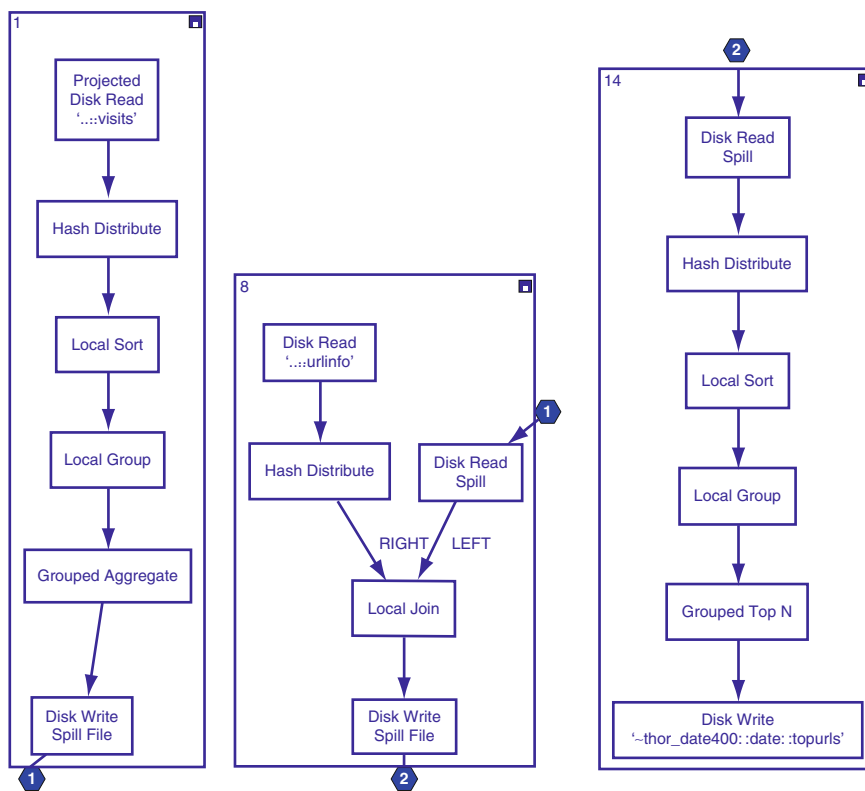 1
Projected
Disk Read
‘..::visits’
Hash Distribute
Local Sort
Local Group
Grouped Aggregate
Disk Write
Spill File
1
8
Disk Read
‘..::urlinfo’
1
Hash Distribute
Disk Read
Spill
RIGHT
LEFT
Local Join
Disk Write
Spill File
2
2
14
Disk Read
Spill
Hash Distribute
Local Sort
Local Group
Grouped Top N
Disk Write
‘~thor_date400::date::topurls’